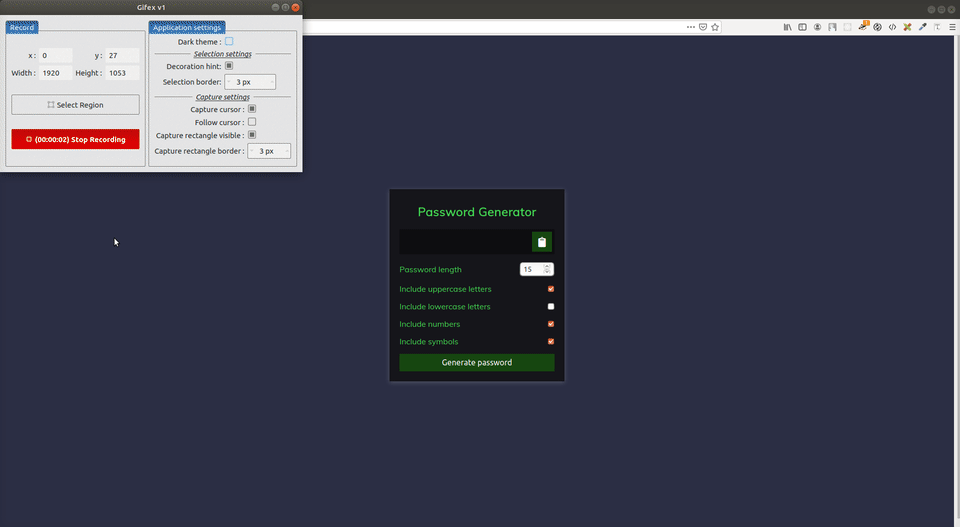 Gifex v1
Record
x : 0 y : 27
Width : 1920 Height : 1053
Select Region
(00:00:02) Stop Recording
Application settings
Dark theme :
Selection settings
Decoration hint:
Selection border: - 3 px -
Capture settings
Capture cursor :
Follow cursor :
Capture rectangle visible :
Capture rectangle border : - 3 px -
Password Generator
Password length 15
Include uppercase letters
Include lowercase letters
Include numbers
Include symbols
Generate password